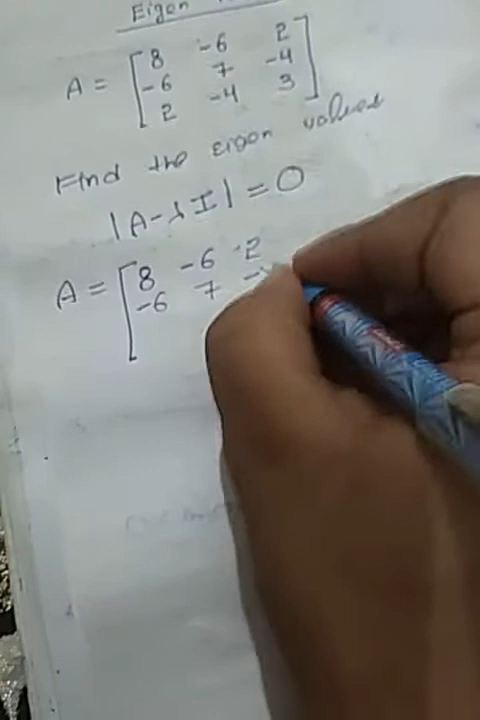 Eigen
A = [8 -6 2
-6 7 -4
2 -4 3]
Find the eigen values
|A-λI| = 0
A = [8 -6 2
-6 7